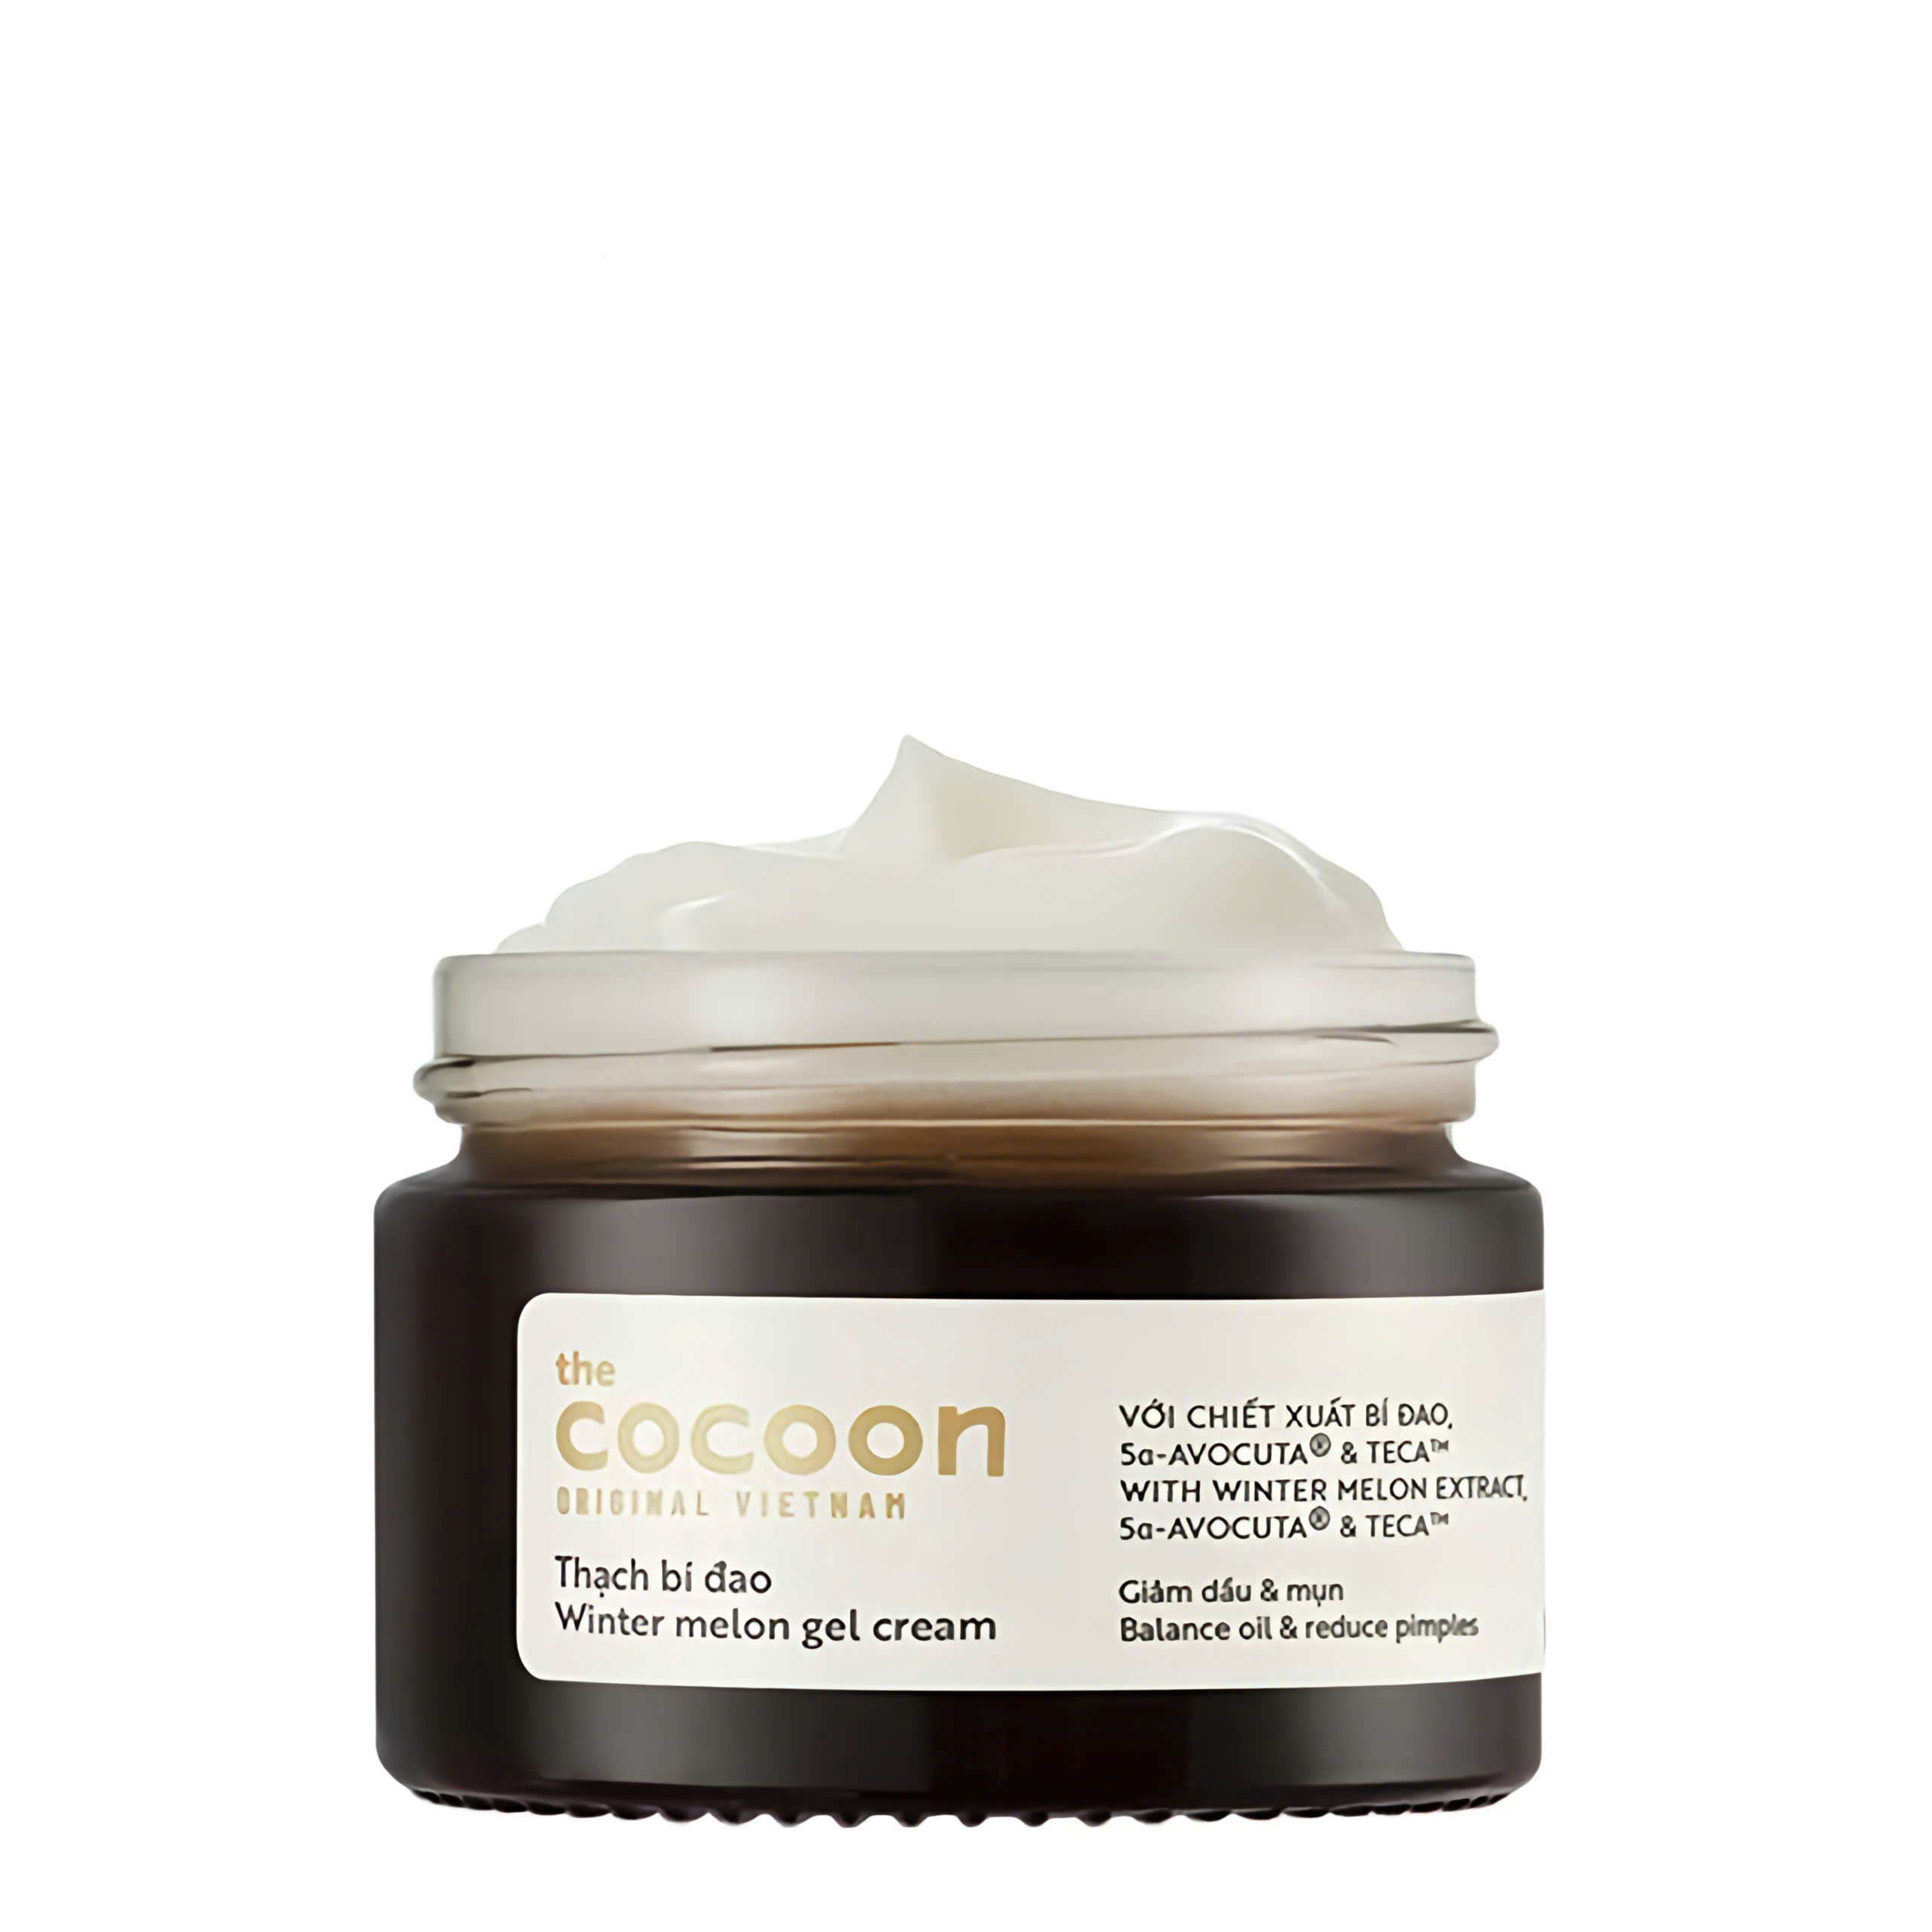 the
cocoon
ORIGINAL VIETNAM
Thạch bí đao
Winter melon gel cream
VỚI CHIẾT XUẤT BÍ ĐAO,
5α-AVOCUTA® & TECA™
WITH WINTER MELON EXTRACT,
5α-AVOCUTA® & TECA™
Giảm dầu & mụn
Balance oil & reduce pimples